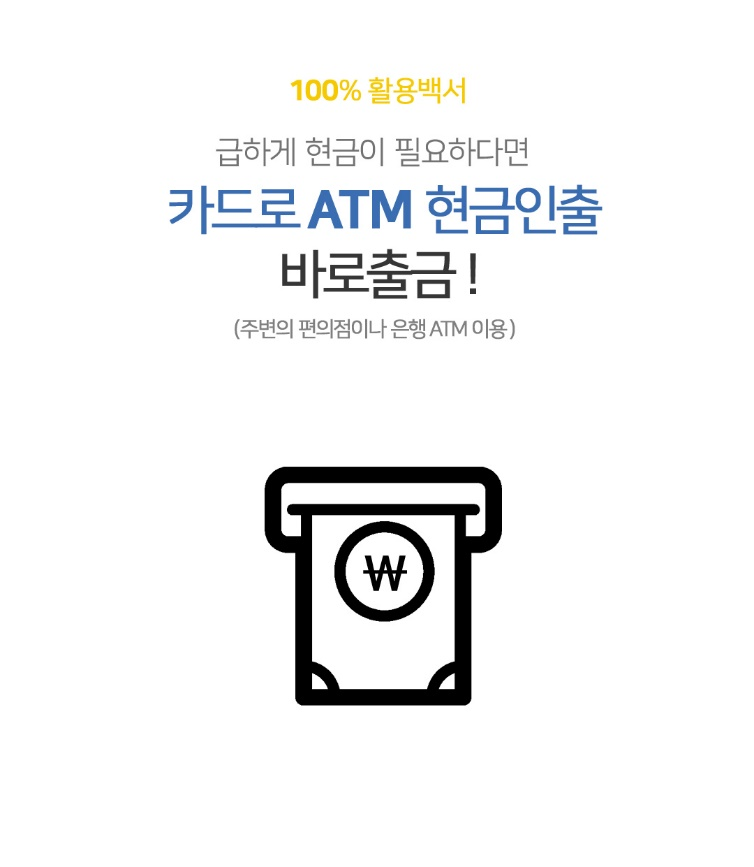 100% 활용백서
급하게 현금이 필요하다면
카드로 ATM 현금인출
바로출금 !
(주변의 편의점이나 은행 ATM 이용)
₩